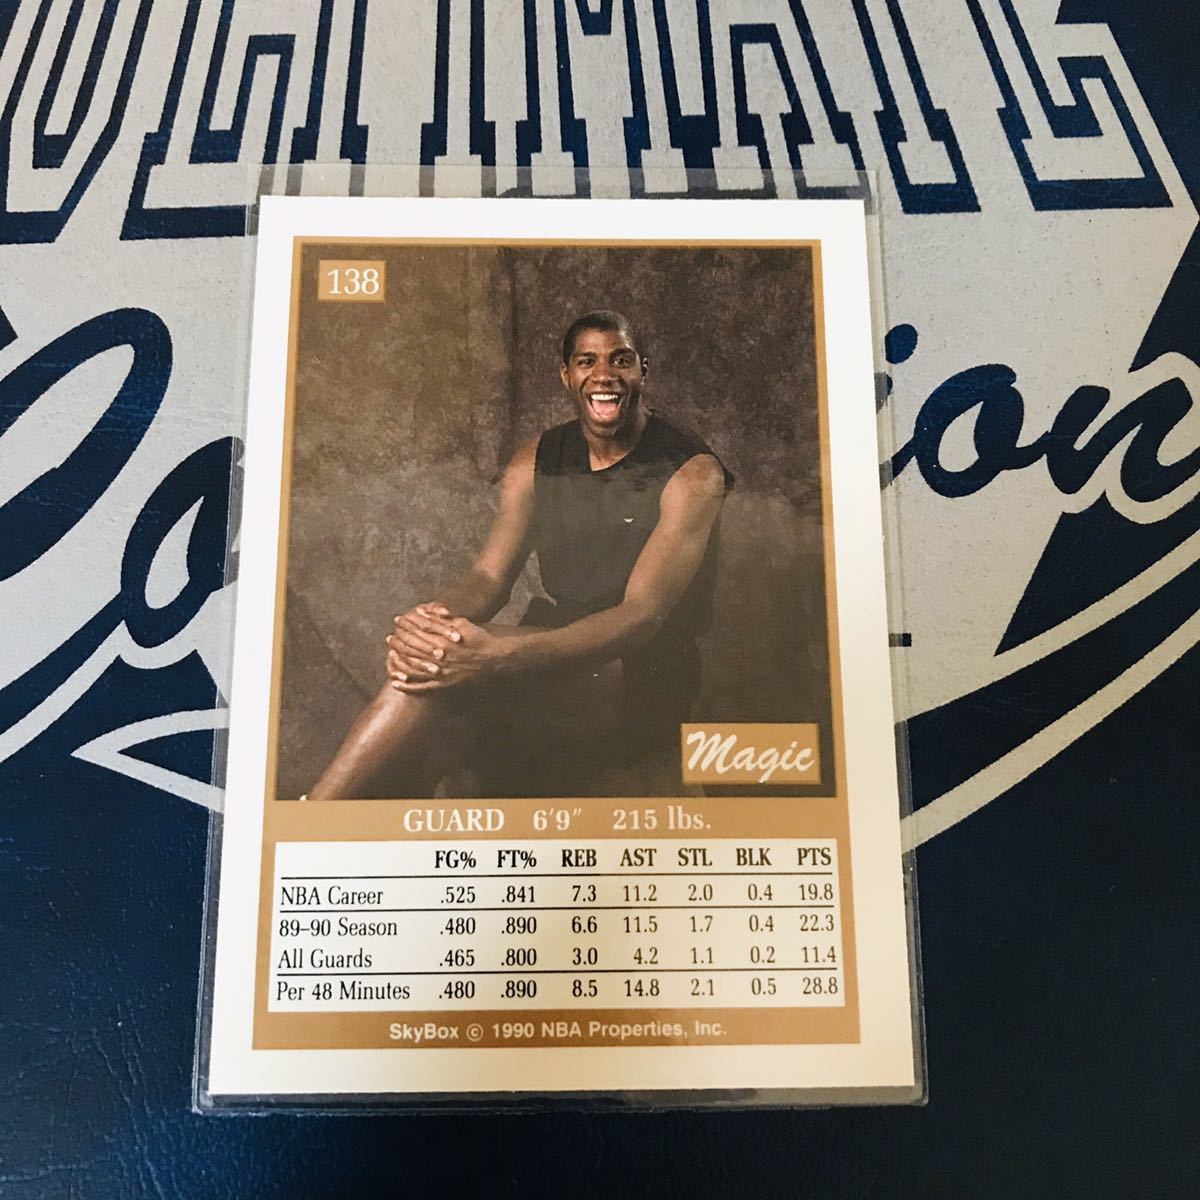 ULTIMATE
138
Magic
GUARD 6'9" 215 lbs.
FG% FT% REB AST STL BLK PTS
NBA Career .525 .841 7.3 11.2 2.0 0.4 19.8
89–90 Season .480 .890 6.6 11.5 1.7 0.4 22.3
All Guards .465 .800 3.0 4.2 1.1 0.2 11.4
Per 48 Minutes .480 .890 8.5 14.8 2.1 0.5 28.8
SkyBox © 1990 NBA Properties, Inc.